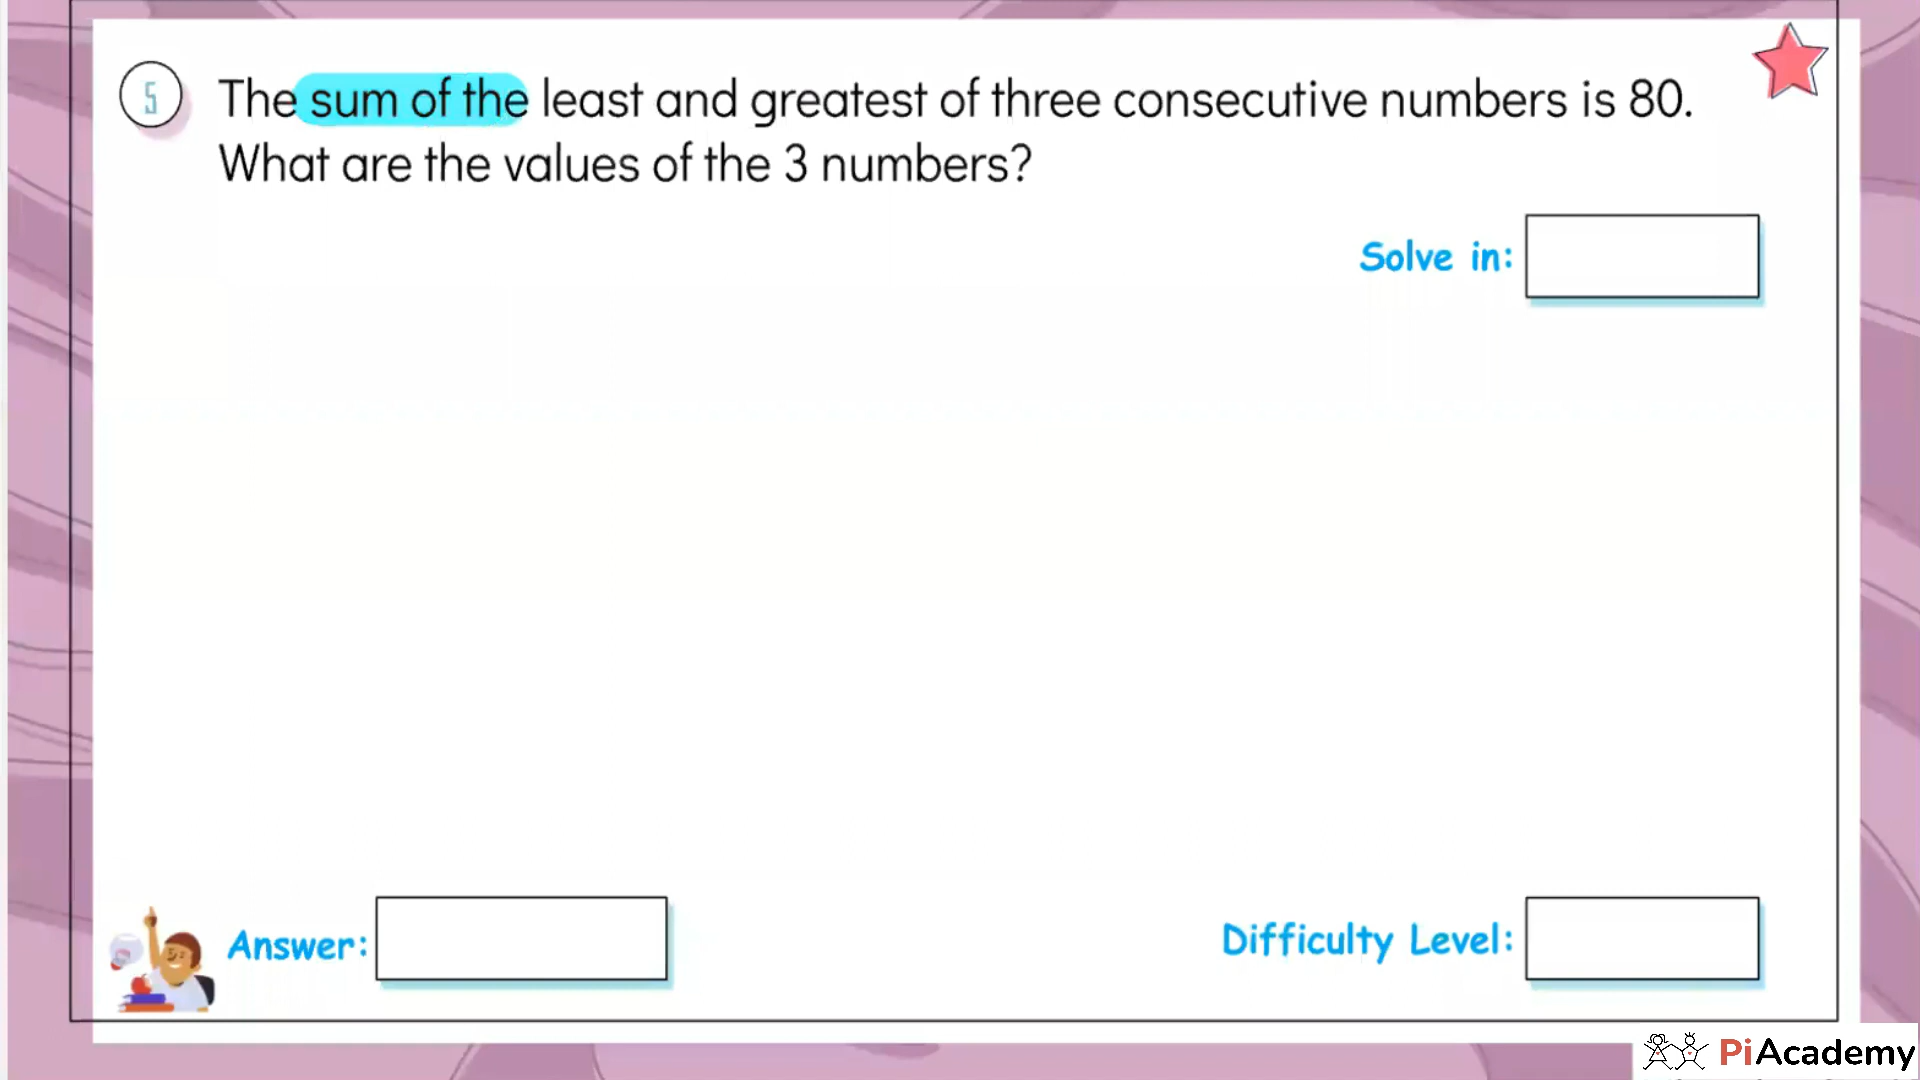 5
The sum of the least and greatest of three consecutive numbers is 80.
What are the values of the 3 numbers?
Solve in:
Answer:
Difficulty Level:
PiAcademy